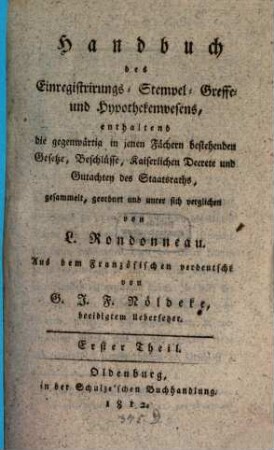 Handbuch
des
Einregistrirungs- Stempel- Greffe-
und Hypothekenwesens,
enthaltend
die gegenwärtig in jenen Fächern bestehenden
Gesetze, Beschlüsse, Kaiserlichen Decrete und
Gutachten des Staatsraths,
gesammelt, geordnet und unter sich verglichen
von
L. Rondonneau.
Aus dem Französischen verdeutscht
von
G. J. F. Nöldeke,
beeidigtem Uebersetzer.
Erster Theil.
Oldenburg,
in der Schulze'schen Buchhandlung.
1812.